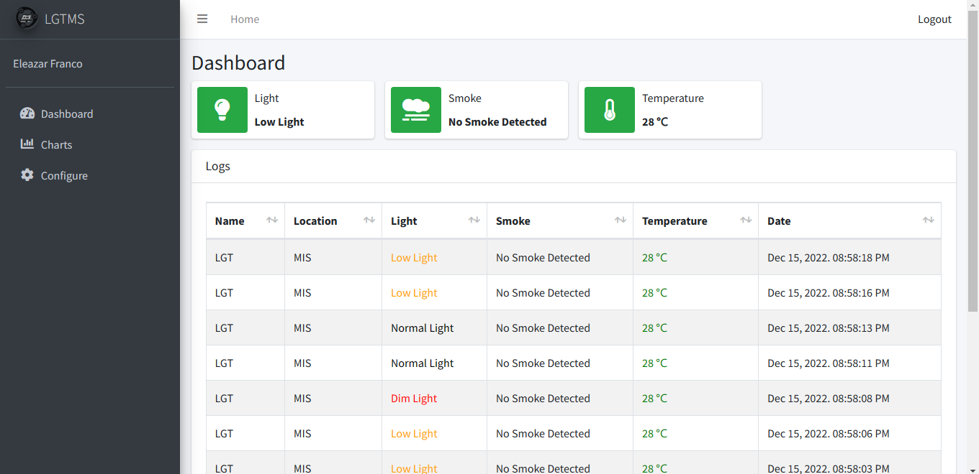 LGTMS
Home
Logout
Eleazar Franco
Dashboard
Charts
Configure
Dashboard
Light
Low Light
Smoke
No Smoke Detected
Temperature
28 °C
Logs
Name Location Light Smoke Temperature Date
LGT MIS Low Light No Smoke Detected 28 °C Dec 15, 2022. 08:58:18 PM
LGT MIS Low Light No Smoke Detected 28 °C Dec 15, 2022. 08:58:16 PM
LGT MIS Normal Light No Smoke Detected 28 °C Dec 15, 2022. 08:58:13 PM
LGT MIS Normal Light No Smoke Detected 28 °C Dec 15, 2022. 08:58:11 PM
LGT MIS Dim Light No Smoke Detected 28 °C Dec 15, 2022. 08:58:08 PM
LGT MIS Low Light No Smoke Detected 28 °C Dec 15, 2022. 08:58:06 PM
LGT MIS Low Light No Smoke Detected 28 °C Dec 15, 2022. 08:58:03 PM